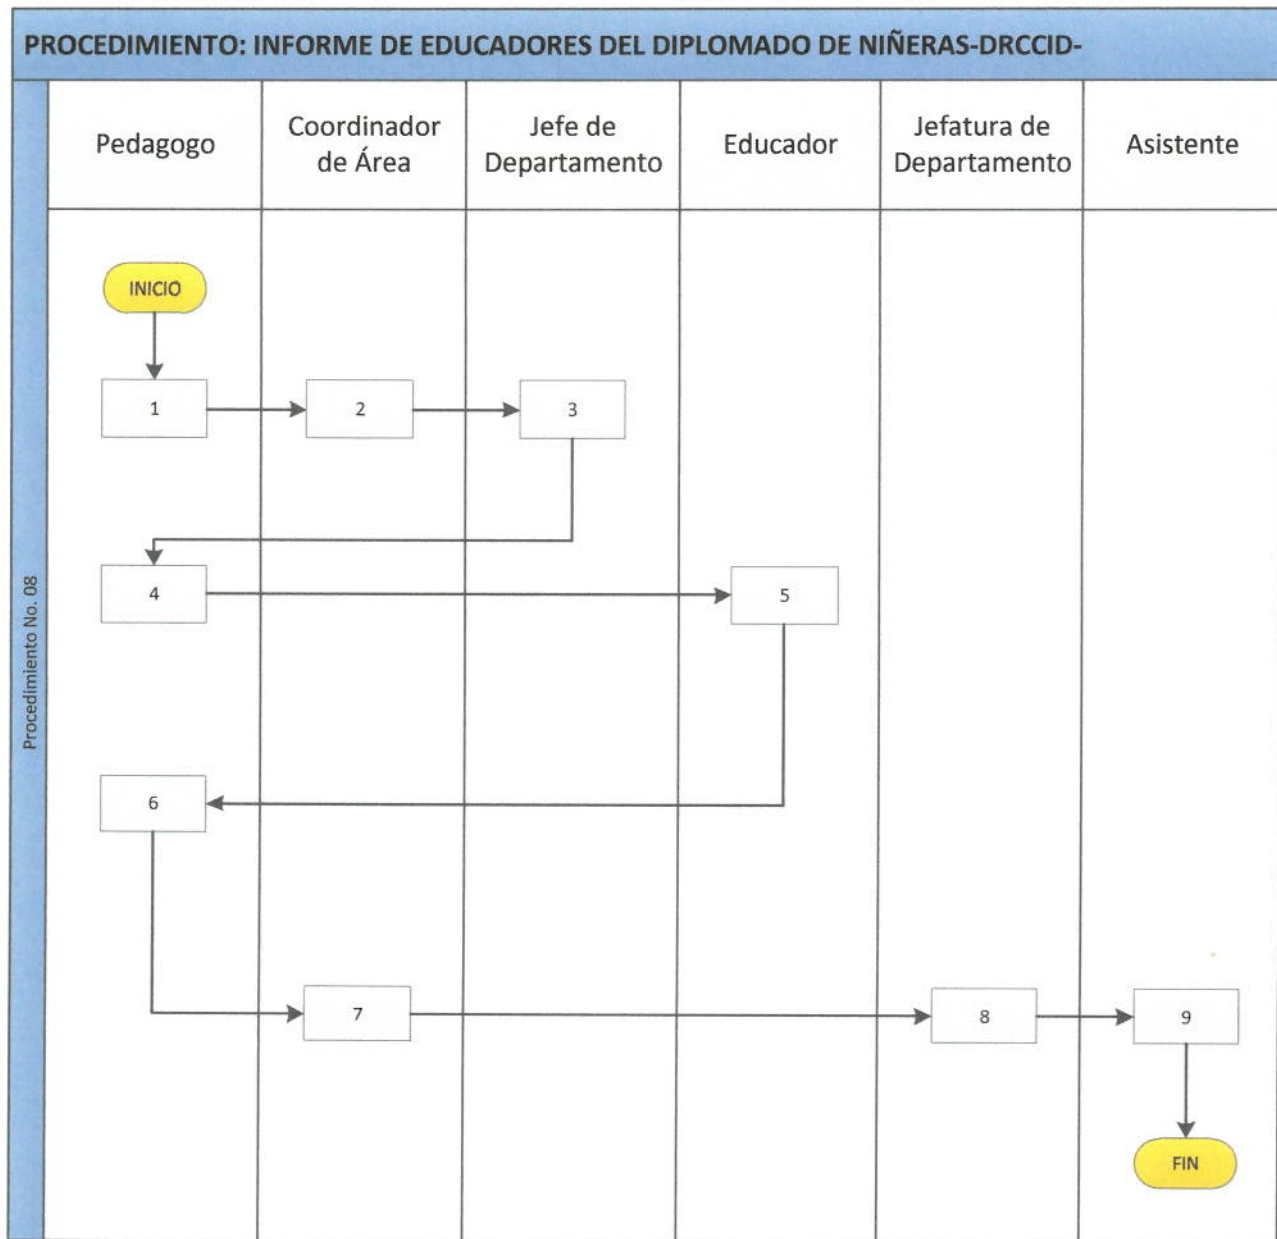 PROCEDIMIENTO: INFORME DE EDUCADORES DEL DIPLOMADO DE NIÑERAS-DRCCID-
Procedimiento No. 08
Pedagogo
Coordinador
de Área
Jefe de
Departamento
Educador
Jefatura de
Departamento
Asistente
INICIO
1
2
3
4
5
6
7
8
9
FIN